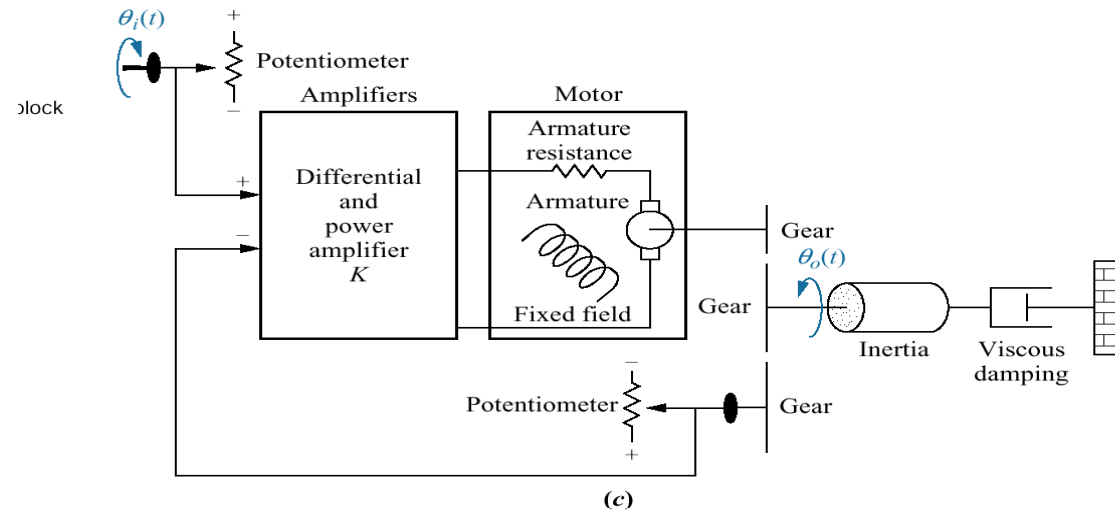 θi(t)
+
Potentiometer
−
Amplifiers
Motor
Armature
resistance
+
Differential
and
power
amplifier
K
−
Armature
Fixed field
Gear
Gear
θo(t)
Inertia
Viscous
damping
−
Potentiometer
+
Gear
(c)